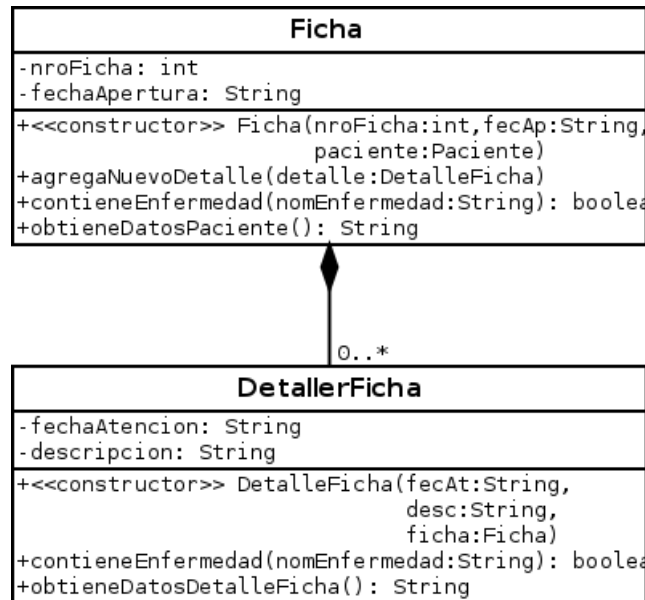 Ficha
-nroFicha: int
-fechaApertura: String
+<<constructor>> Ficha(nroFicha:int,fecAp:String,
paciente:Paciente)
+agregaNuevoDetalle(detalle:DetalleFicha)
+contieneEnfermedad(nomEnfermedad:String): boolea
+obtieneDatosPaciente(): String
0..*
DetallerFicha
-fechaAtencion: String
-descripcion: String
+<<constructor>> DetalleFicha(fecAt:String,
desc:String,
ficha:Ficha)
+contieneEnfermedad(nomEnfermedad:String): boolea
+obtieneDatosDetalleFicha(): String